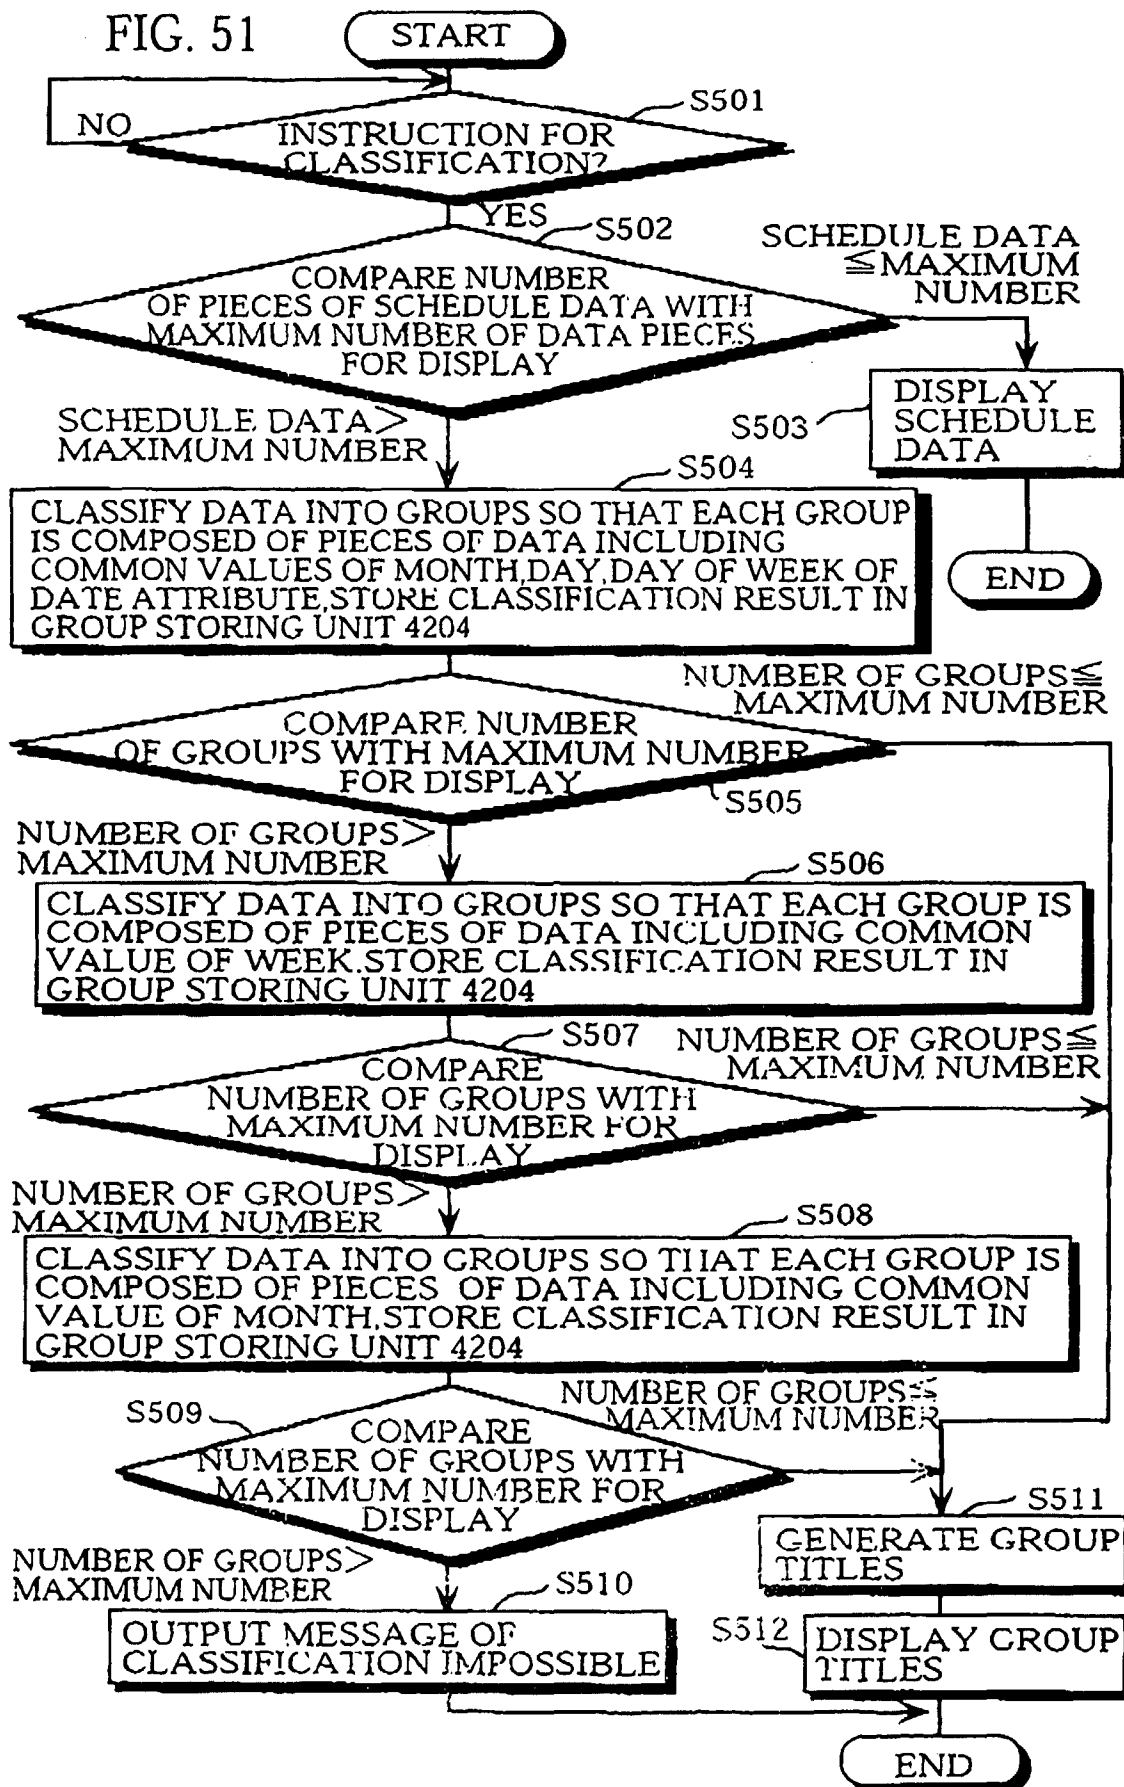 FIG. 51
START
S501
NO
INSTRUCTION FOR
CLASSIFICATION?
YES
S502
SCHEDULE DATA
≦MAXIMUM
NUMBER
COMPARE NUMBER
OF PIECES OF SCHEDULE DATA WITH
MAXIMUM NUMBER OF DATA PIECES
FOR DISPLAY
S503
DISPLAY
SCHEDULE
DATA
SCHEDULE DATA>
MAXIMUM NUMBER
END
S504
CLASSIFY DATA INTO GROUPS SO THAT EACH GROUP
IS COMPOSED OF PIECES OF DATA INCLUDING
COMMON VALUES OF MONTH,DAY,DAY OF WEEK OF
DATE ATTRIBUTE,STORE CLASSIFICATION RESULT IN
GROUP STORING UNIT 4204
NUMBER OF GROUPS≦
MAXIMUM NUMBER
COMPARE NUMBER
OF GROUPS WITH MAXIMUM NUMBER
FOR DISPLAY
S505
NUMBER OF GROUPS>
MAXIMUM NUMBER
S506
CLASSIFY DATA INTO GROUPS SO THAT EACH GROUP IS
COMPOSED OF PIECES OF DATA INCLUDING COMMON
VALUE OF WEEK.STORE CLASSIFICATION RESULT IN
GROUP STORING UNIT 4204
S507
NUMBER OF GROUPS≦
MAXIMUM NUMBER
COMPARE
NUMBER OF GROUPS WITH
MAXIMUM NUMBER FOR
DISPLAY
NUMBER OF GROUPS>
MAXIMUM NUMBER
S508
CLASSIFY DATA INTO GROUPS SO THAT EACH GROUP IS
COMPOSED OF PIECES OF DATA INCLUDING COMMON
VALUE OF MONTH,STORE CLASSIFICATION RESULT IN
GROUP STORING UNIT 4204
S509
NUMBER OF GROUPS≦
MAXIMUM NUMBER
COMPARE
NUMBER OF GROUPS WITH
MAXIMUM NUMBER FOR
DISPLAY
NUMBER OF GROUPS>
MAXIMUM NUMBER
S511
GENERATE GROUP
TITLES
S510
OUTPUT MESSAGE OF
CLASSIFICATION IMPOSSIBLE
S512
DISPLAY GROUP
TITLES
END